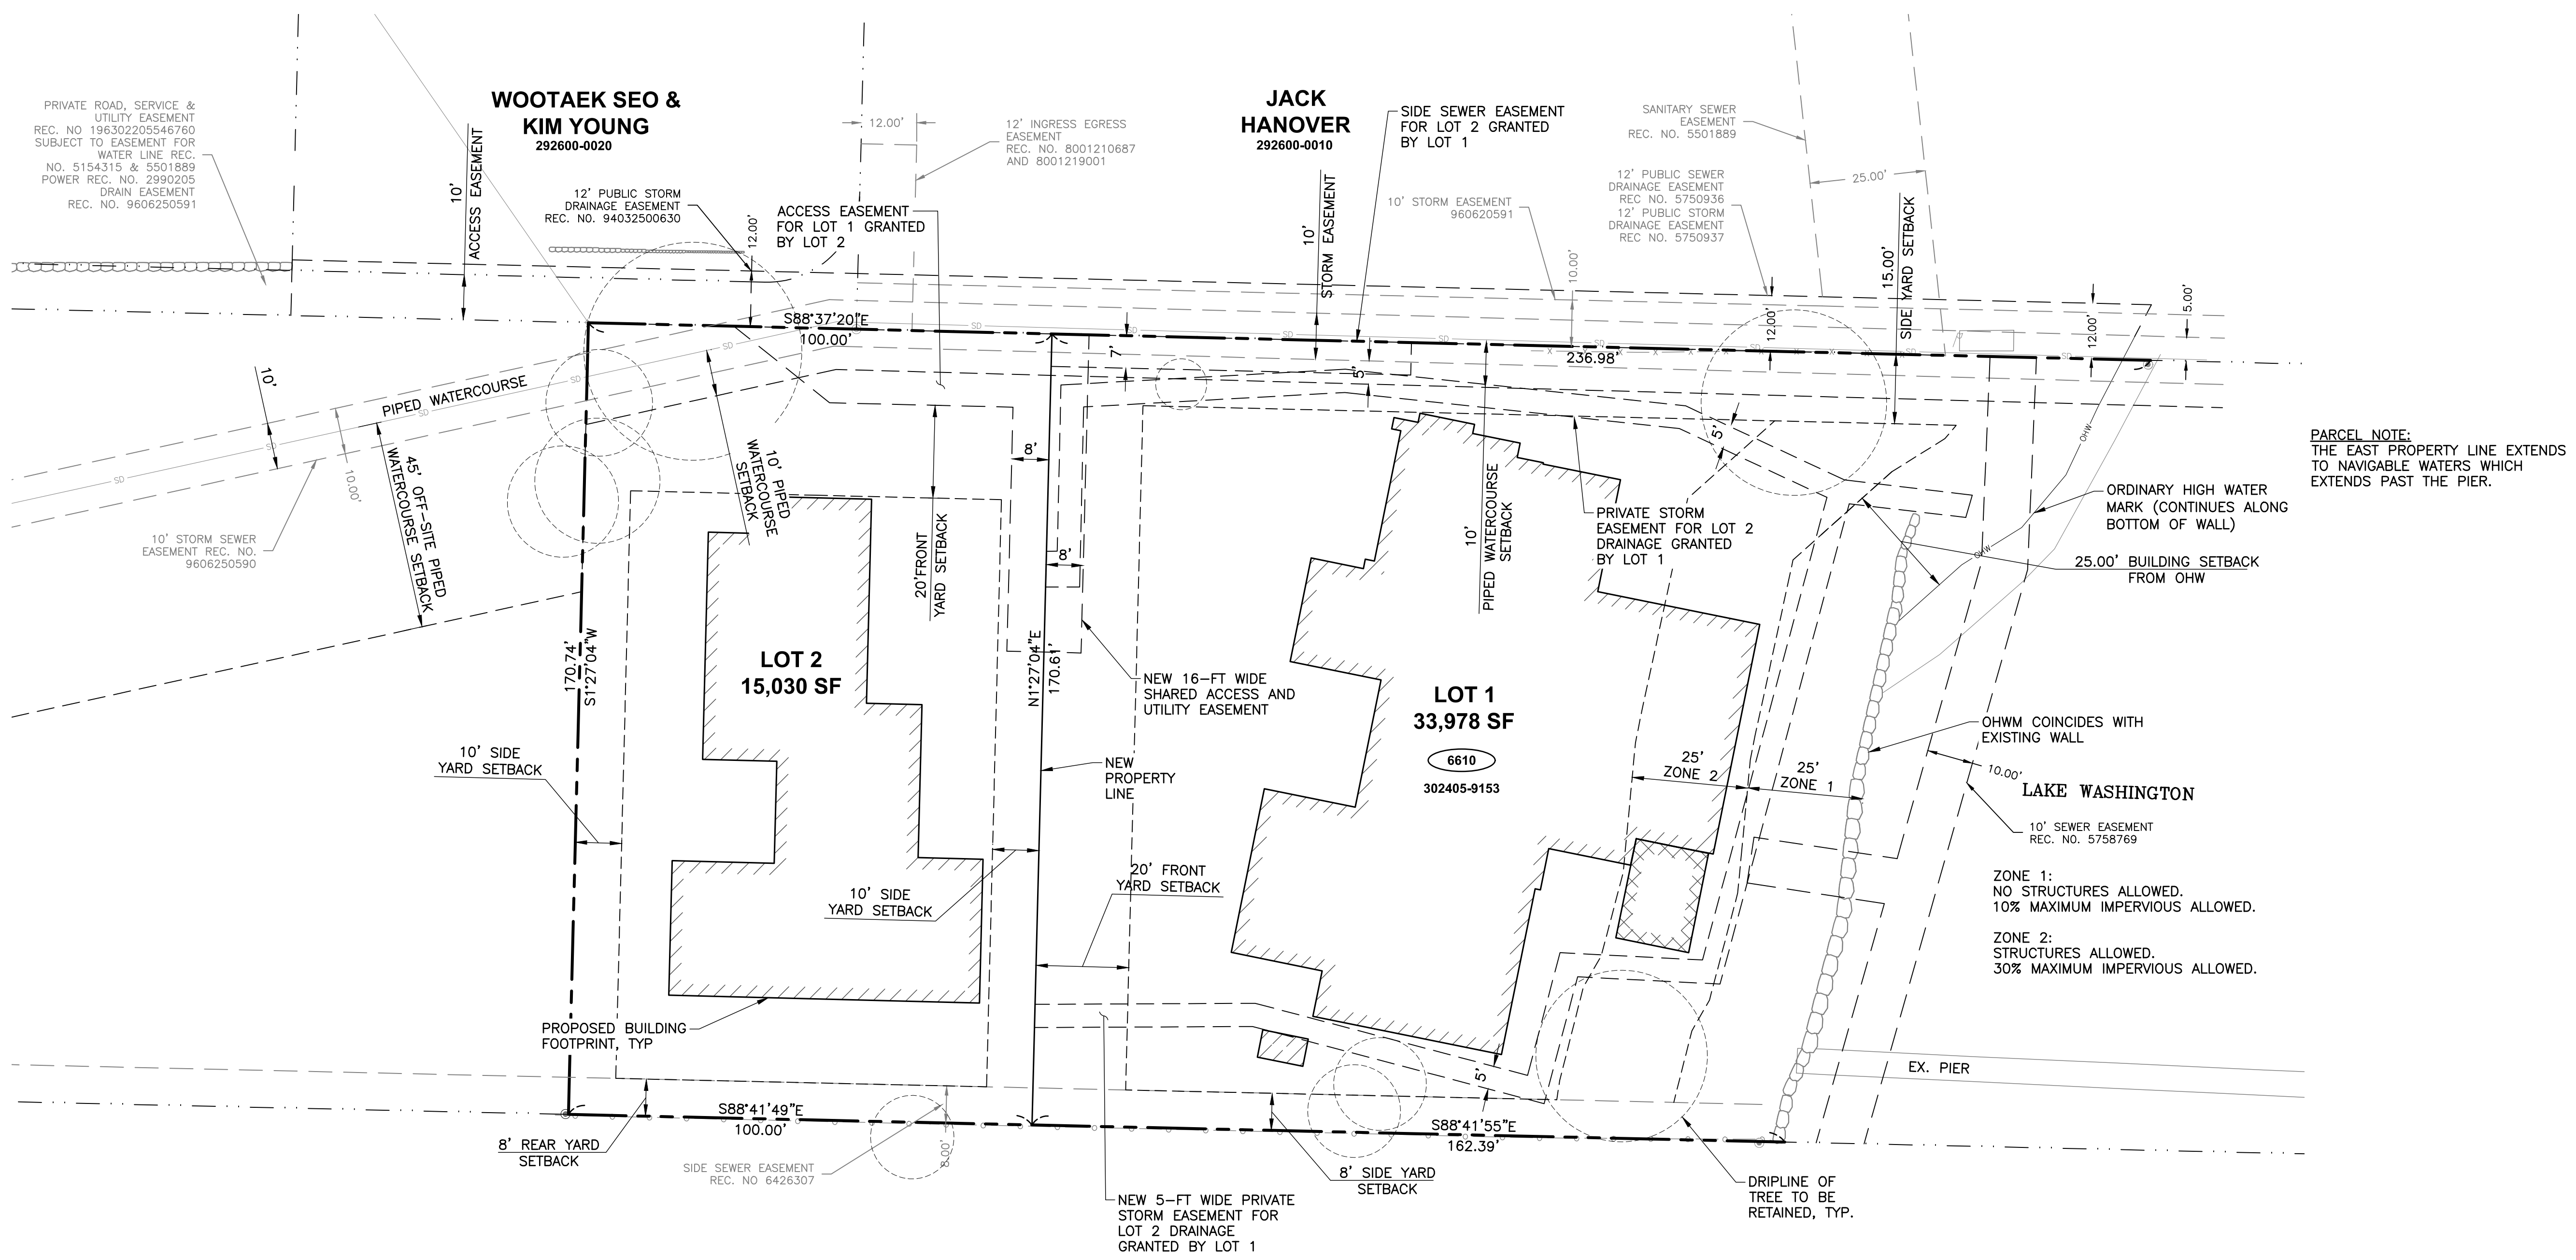 PRIVATE ROAD, SERVICE &
UTILITY EASEMENT
REC. NO 196302205546760
SUBJECT TO EASEMENT FOR
WATER LINE REC.
NO. 5154315 & 5501889
POWER REC. NO. 2990205
DRAIN EASEMENT
REC. NO. 9606250591
10'
ACCESS EASEMENT
WOOTAEK SEO &
KIM YOUNG
292600-0020
12' PUBLIC STORM
DRAINAGE EASEMENT
REC. NO. 94032500630
12.00'
ACCESS EASEMENT
FOR LOT 1 GRANTED
BY LOT 2
12.00'
12' INGRESS EGRESS
EASEMENT
REC. NO. 8001210687
AND 8001219001
JACK
HANOVER
292600-0010
10'
STORM EASEMENT
SIDE SEWER EASEMENT
FOR LOT 2 GRANTED
BY LOT 1
10' STORM EASEMENT
960620591
10.00'
SANITARY SEWER
EASEMENT
REC. NO. 5501889
12' PUBLIC SEWER
DRAINAGE EASEMENT
REC NO. 5750936
12' PUBLIC STORM
DRAINAGE EASEMENT
REC NO. 5750937
25.00'
15.00'
SIDE YARD SETBACK
12.00'
12.00'
5.00'
S88°37'20"E
100.00'
SD
SD
SD
SD
SD
SD
SD
236.98'
7'
5'
5'
10'
PIPED WATERCOURSE
SD
SD
SD
SD
SD
10.00'
45' OFF-SITE PIPED
WATERCOURSE SETBACK
10' STORM SEWER
EASEMENT REC. NO.
9606250590
10' PIPED
WATERCOURSE
SETBACK
20'FRONT
YARD SETBACK
8'
8'
10'
PIPED WATERCOURSE
SETBACK
PRIVATE STORM
EASEMENT FOR LOT 2
DRAINAGE GRANTED
BY LOT 1
OHW
OHW
PARCEL NOTE:
THE EAST PROPERTY LINE EXTENDS
TO NAVIGABLE WATERS WHICH
EXTENDS PAST THE PIER.
ORDINARY HIGH WATER
MARK (CONTINUES ALONG
BOTTOM OF WALL)
25.00' BUILDING SETBACK
FROM OHW
170.74'
S1°27'04"W
LOT 2
15,030 SF
N1°27'04"E
170.61'
NEW 16-FT WIDE
SHARED ACCESS AND
UTILITY EASEMENT
LOT 1
33,978 SF
6610
302405-9153
25'
ZONE 2
25'
ZONE 1
OHWM COINCIDES WITH
EXISTING WALL
10.00'
LAKE WASHINGTON
10' SEWER EASEMENT
REC. NO. 5758769
10' SIDE
YARD SETBACK
NEW
PROPERTY
LINE
10' SIDE
YARD SETBACK
20' FRONT
YARD SETBACK
ZONE 1:
NO STRUCTURES ALLOWED.
10% MAXIMUM IMPERVIOUS ALLOWED.
ZONE 2:
STRUCTURES ALLOWED.
30% MAXIMUM IMPERVIOUS ALLOWED.
PROPOSED BUILDING
FOOTPRINT, TYP
5'
EX. PIER
S88°41'49"E
100.00'
8.00'
8' REAR YARD
SETBACK
SIDE SEWER EASEMENT
REC. NO 6426307
S88°41'55"E
162.39'
8' SIDE YARD
SETBACK
DRIPLINE OF
TREE TO BE
RETAINED, TYP.
NEW 5-FT WIDE PRIVATE
STORM EASEMENT FOR
LOT 2 DRAINAGE
GRANTED BY LOT 1